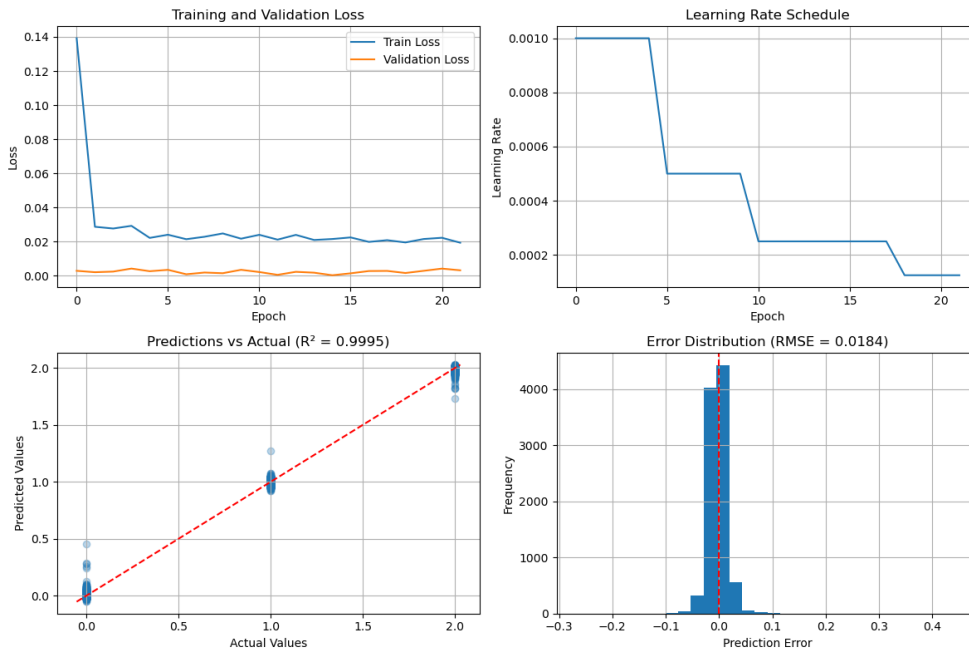 Training and Validation Loss
0.14
0.12
0.10
0.08
0.06
0.04
0.02
0.00
Loss
Train Loss
Validation Loss
0 5 10 15 20
Epoch
Learning Rate Schedule
0.0010
0.0008
0.0006
0.0004
0.0002
Learning Rate
0 5 10 15 20
Epoch
Predictions vs Actual (R² = 0.9995)
2.0
1.5
1.0
0.5
0.0
Predicted Values
0.0 0.5 1.0 1.5 2.0
Actual Values
Error Distribution (RMSE = 0.0184)
4000
3000
2000
1000
0
Frequency
−0.3 −0.2 −0.1 0.0 0.1 0.2 0.3 0.4
Prediction Error